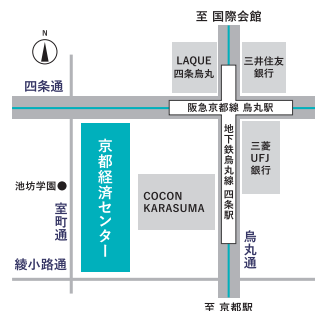 至 国際会館
N
LAQUE
四条烏丸
三井住友
銀行
四条通
阪急京都線 烏丸駅
京都経済センター
地下鉄烏丸線 四条駅
三菱
UFJ
銀行
池坊学園
COCON
KARASUMA
室町通
烏丸通
綾小路通
至 京都駅